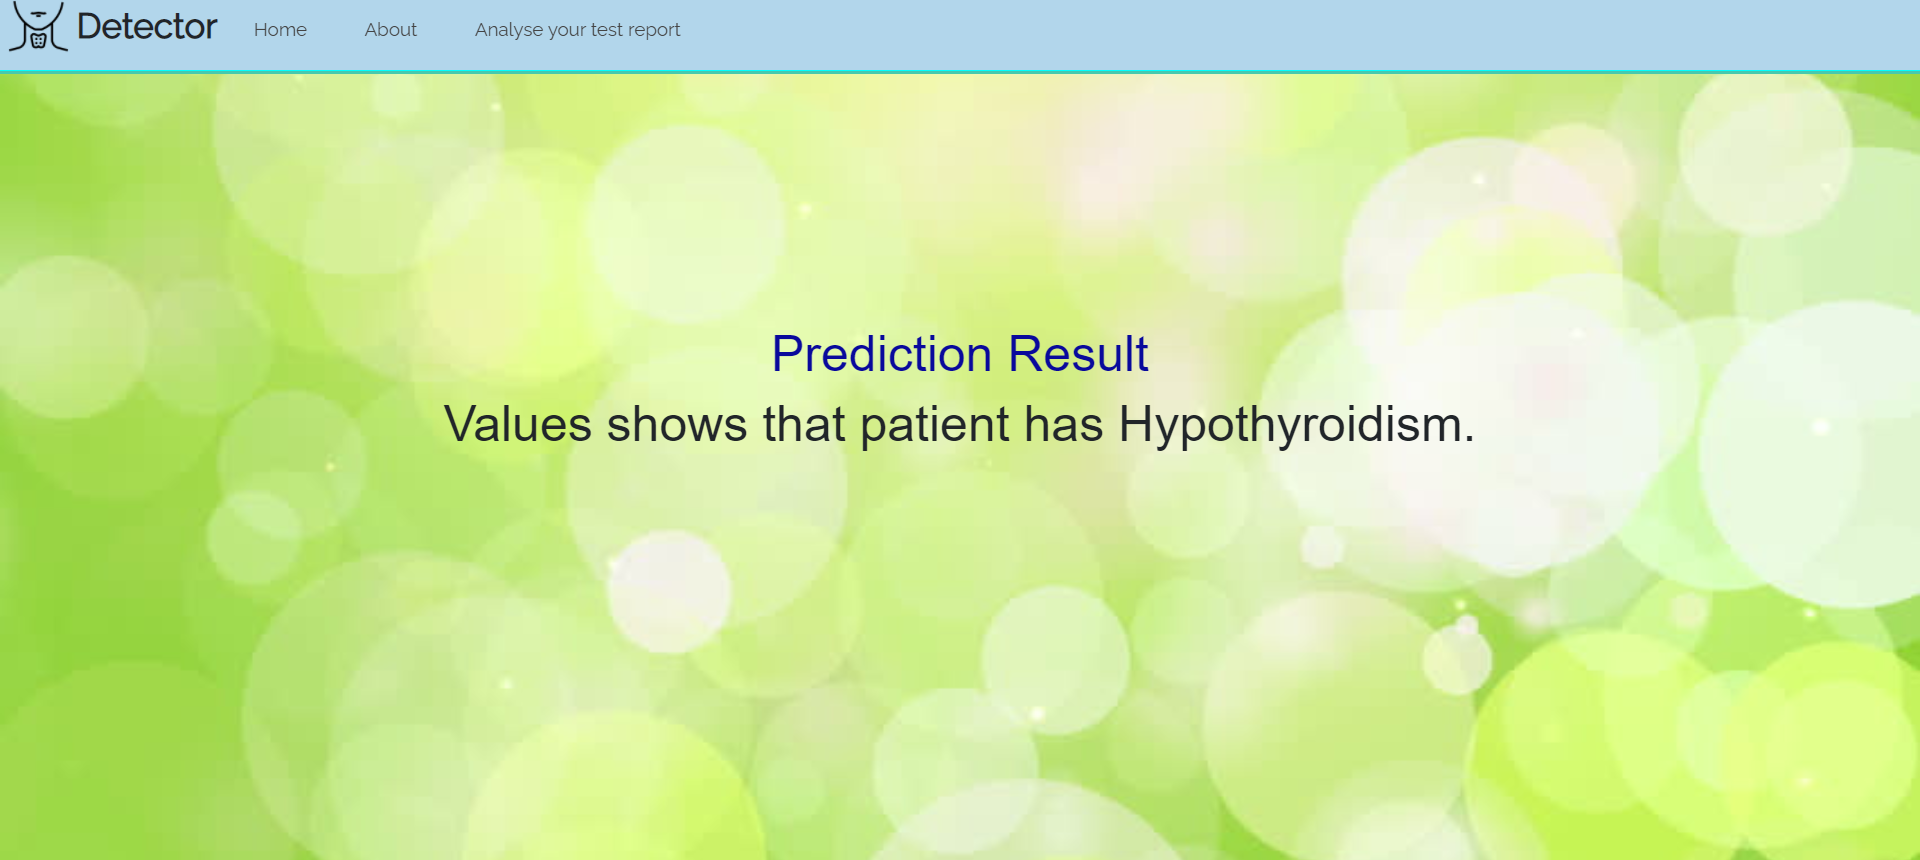 Detector Home About Analyse your test report
Prediction Result
Values shows that patient has Hypothyroidism.